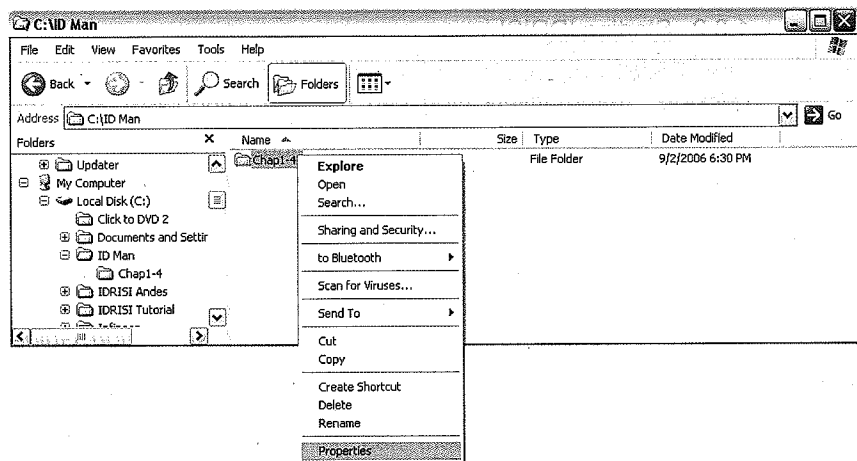 C:\ID Man
File Edit View Favorites Tools Help
Back Search Folders
Address C:\ID Man Go
Folders
Name Size Type Date Modified
Updater
My Computer
Local Disk (C:)
Click to DVD 2
Documents and Settir
ID Man
Chap1-4
IDRISI Andes
IDRISI Tutorial
Chap1-4 File Folder 9/2/2006 6:30 PM
Explore
Open
Search...
Sharing and Security...
to Bluetooth
Scan for Viruses...
Send To
Cut
Copy
Create Shortcut
Delete
Rename
Properties